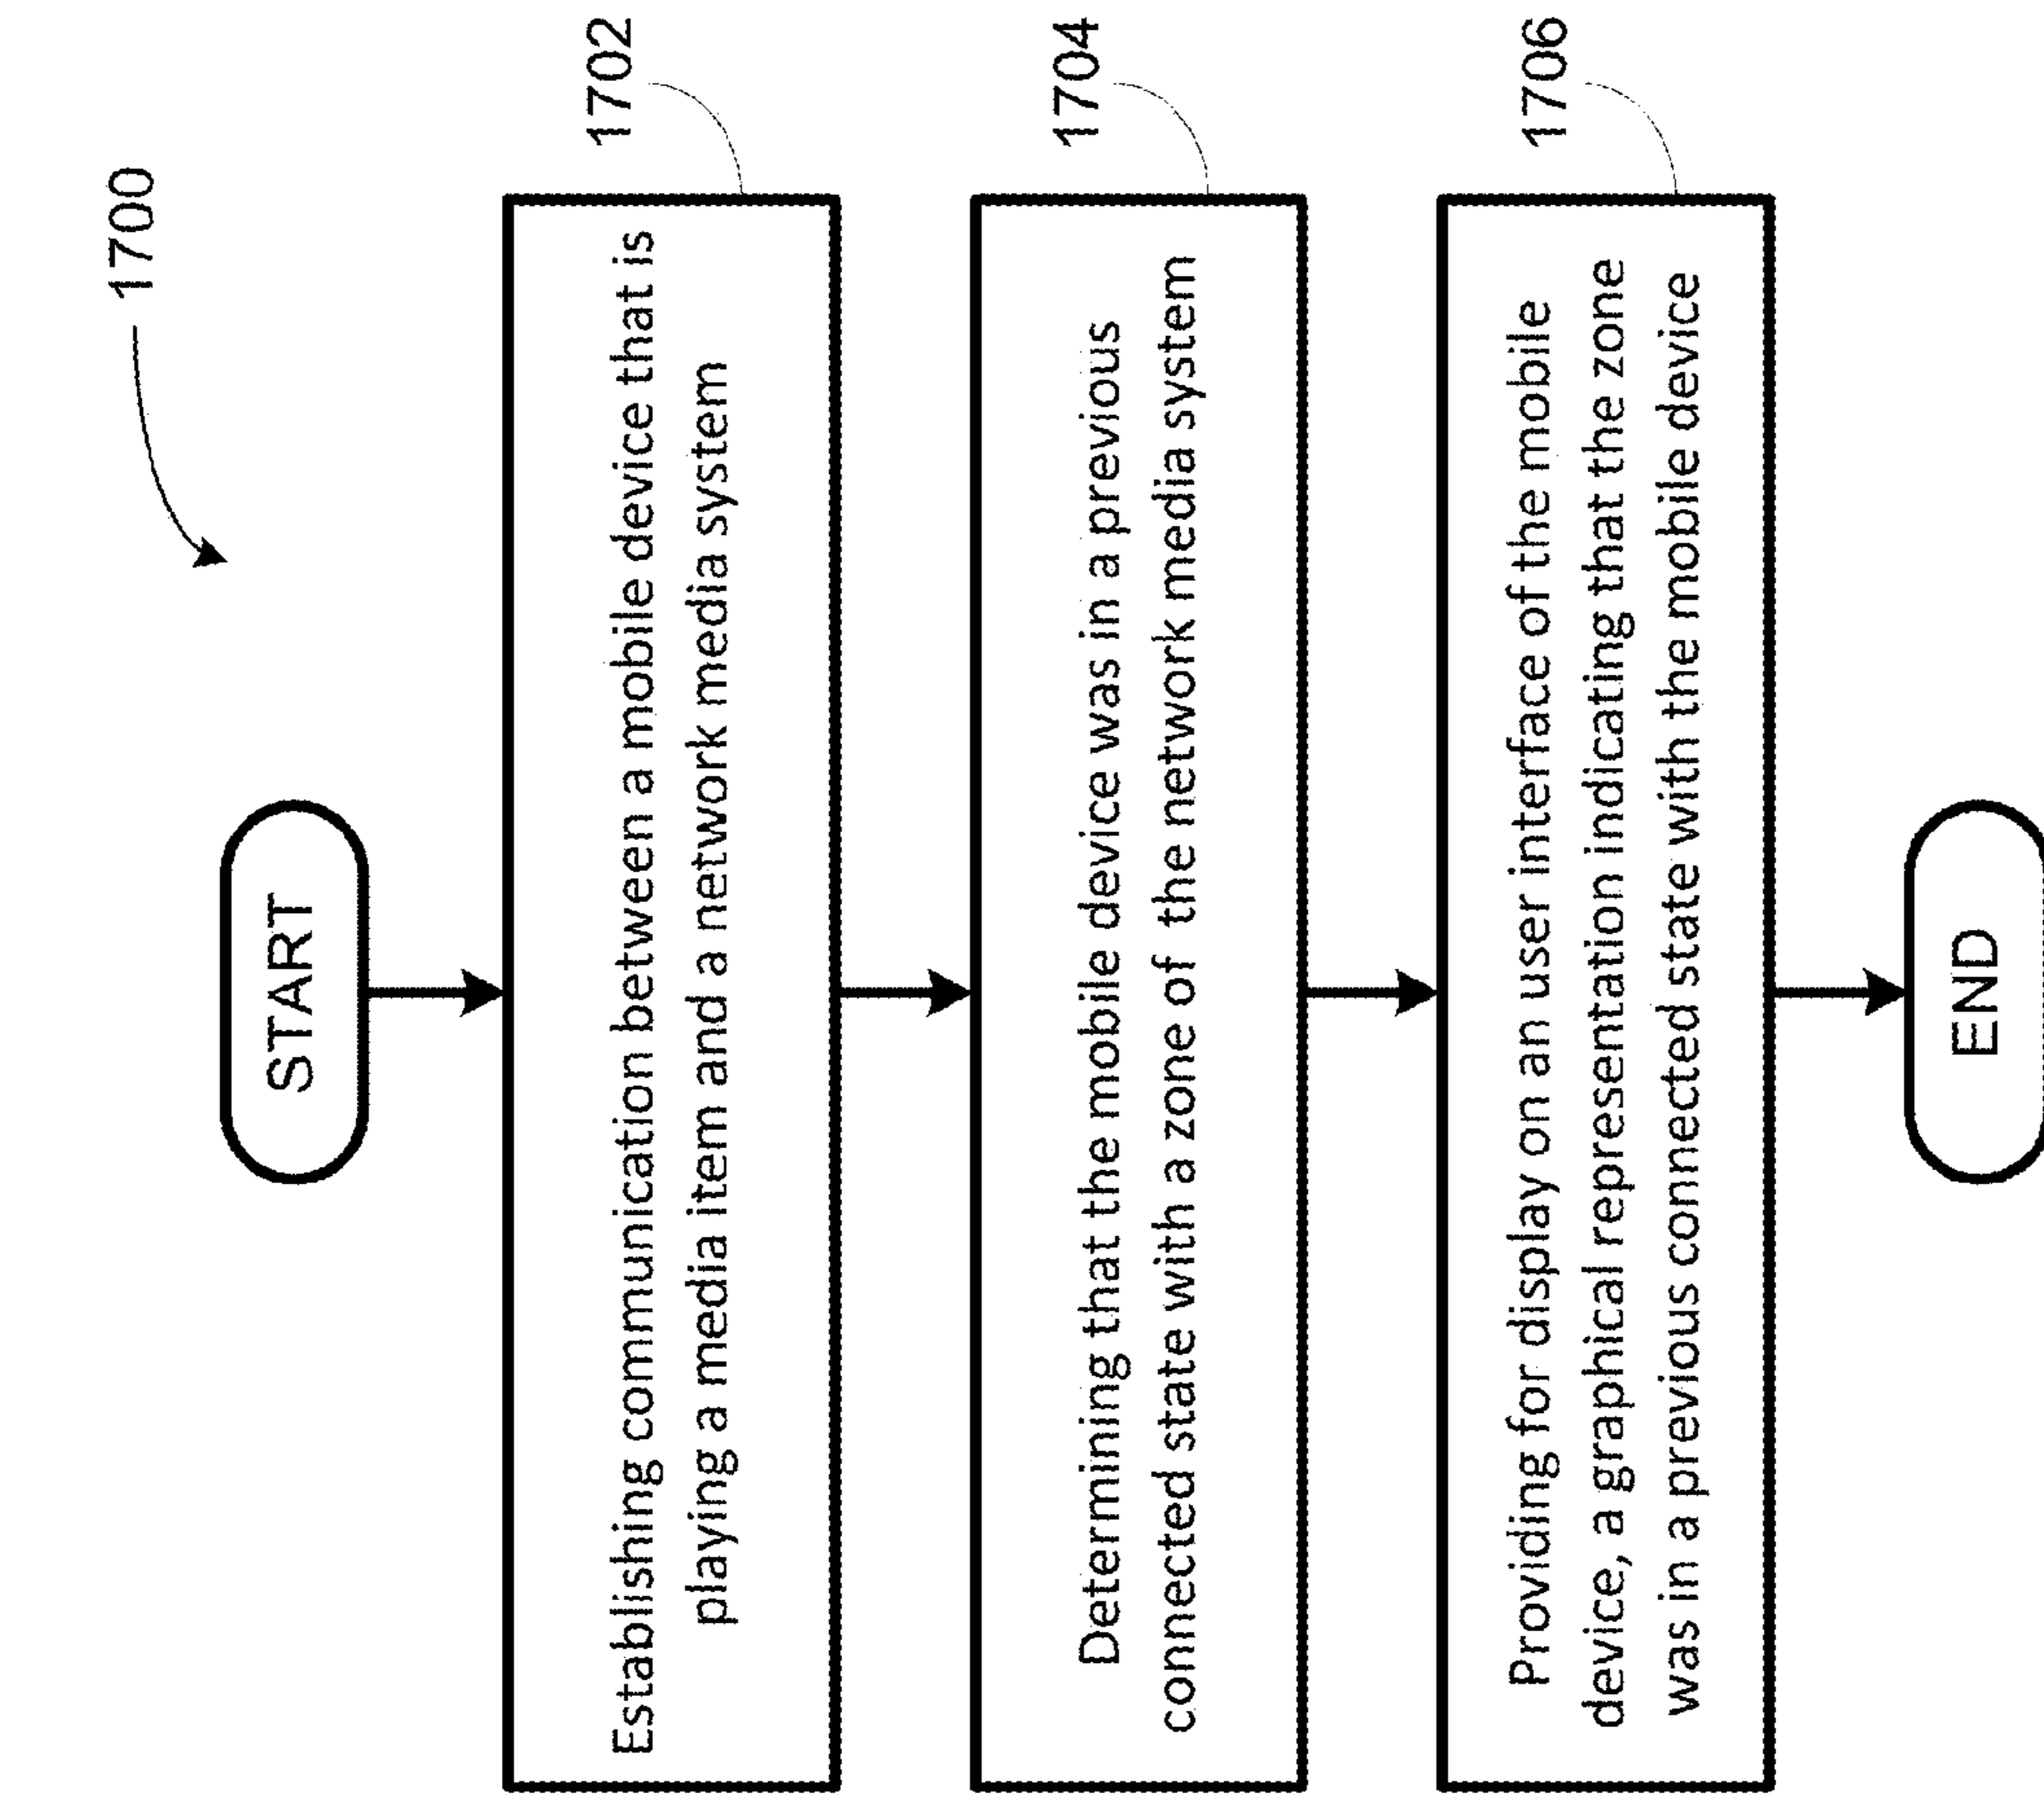 1700
START
1702
Establishing communication between a mobile device that is
playing a media item and a network media system
1704
Determining that the mobile device was in a previous
connected state with a zone of the network media system
1706
Providing for display on an user interface of the mobile
device, a graphical representation indicating that the zone
was in a previous connected state with the mobile device
END